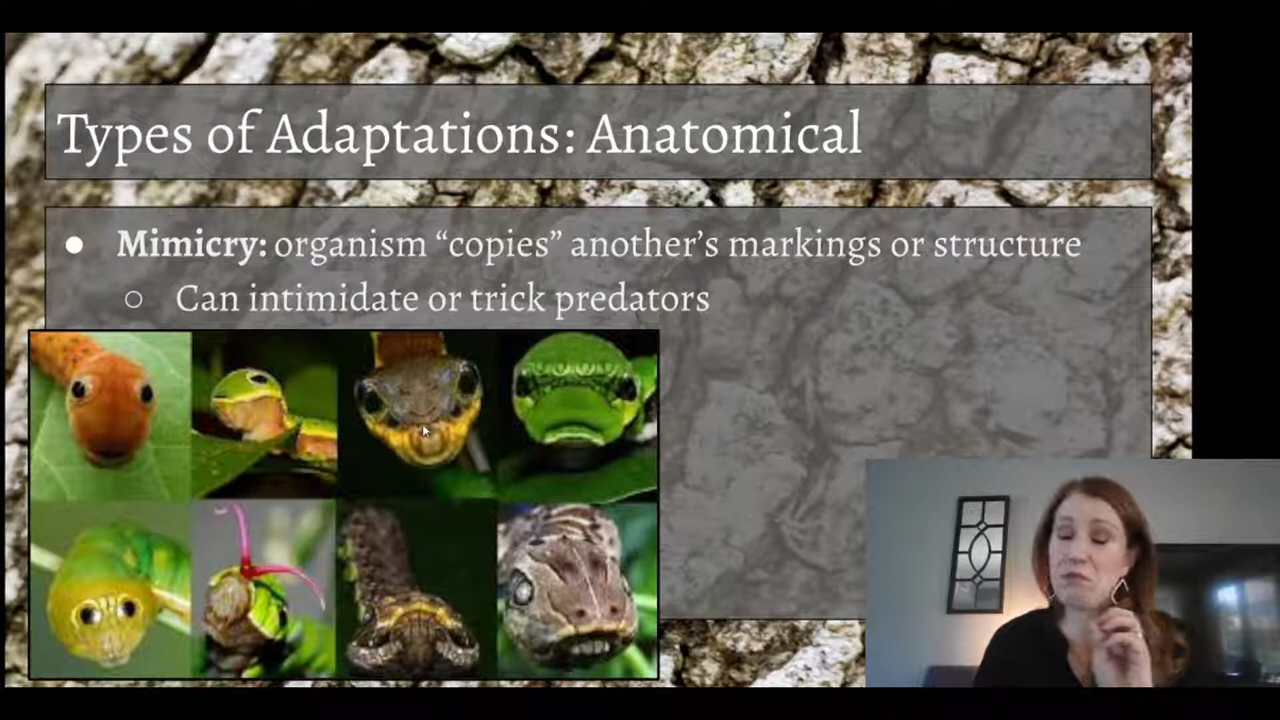 Types of Adaptations: Anatomical
● Mimicry: organism “copies” another’s markings or structure
○ Can intimidate or trick predators